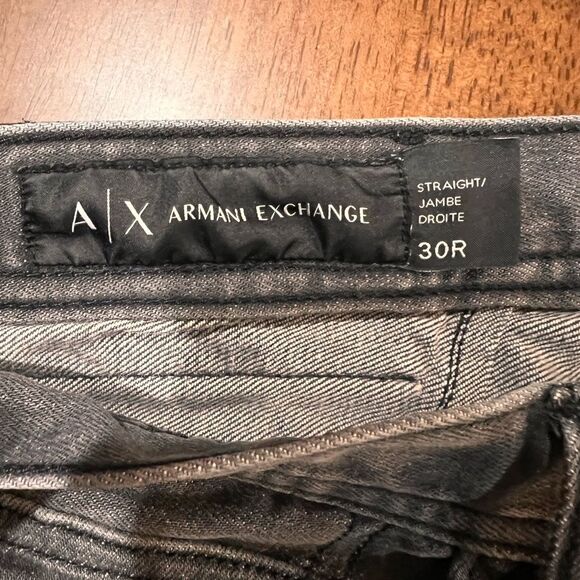 A|X ARMANI EXCHANGE
STRAIGHT/
JAMBE
DROITE
30R